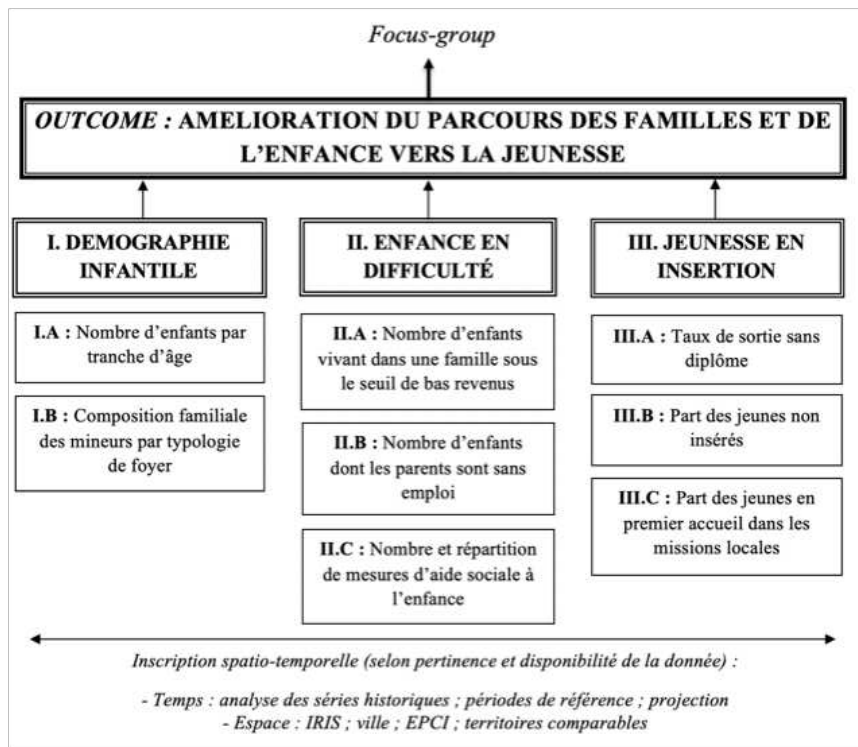 Focus-group
OUTCOME : AMELIORATION DU PARCOURS DES FAMILLES ET DE
L'ENFANCE VERS LA JEUNESSE
I. DEMOGRAPHIE
INFANTILE
I.A : Nombre d'enfants par
tranche d'âge
I.B : Composition familiale
des mineurs par typologie
de foyer
II. ENFANCE EN
DIFFICULTÉ
II.A : Nombre d'enfants
vivant dans une famille sous
le seuil de bas revenus
II.B : Nombre d'enfants
dont les parents sont sans
emploi
II.C : Nombre et répartition
de mesures d'aide sociale à
l'enfance
III. JEUNESSE EN
INSERTION
III.A : Taux de sortie sans
diplôme
III.B : Part des jeunes non
insérés
III.C : Part des jeunes en
premier accueil dans les
missions locales
Inscription spatio-temporelle (selon pertinence et disponibilité de la donnée) :
- Temps : analyse des séries historiques ; périodes de référence ; projection
- Espace : IRIS ; ville ; EPCI ; territoires comparables